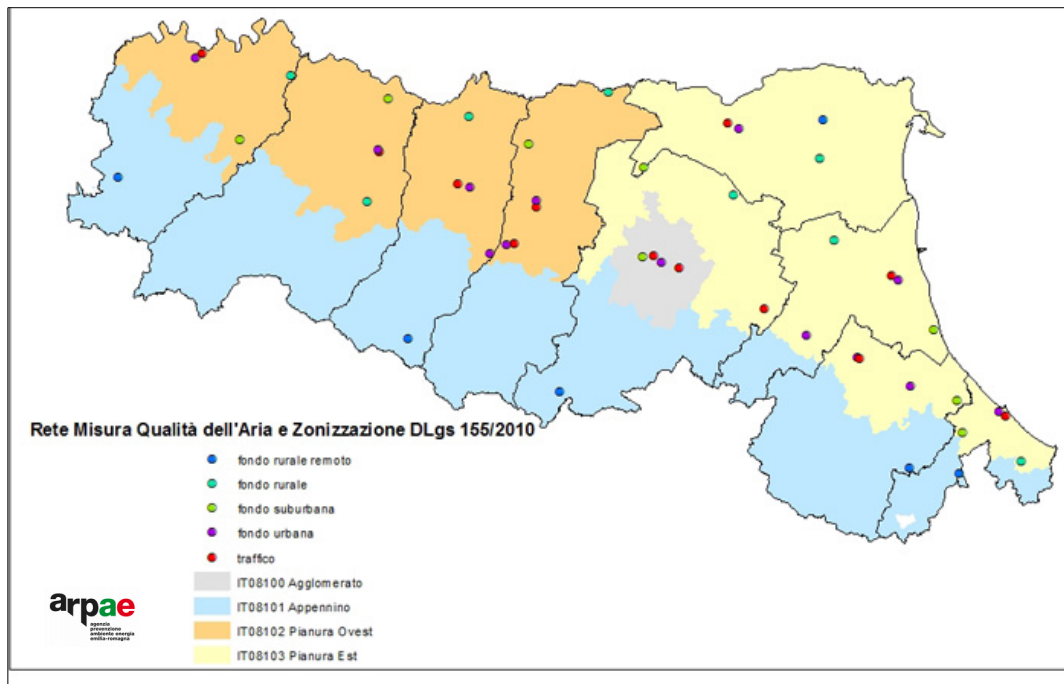 Rete Misura Qualità dell'Aria e Zonizzazione DLgs 155/2010
fondo rurale remoto
fondo rurale
fondo suburbana
fondo urbana
traffico
IT08100 Agglomerato
IT08101 Appennino
IT08102 Pianura Ovest
IT08103 Pianura Est
arpae
agenzia
prevenzione
ambiente energia
emilia-romagna